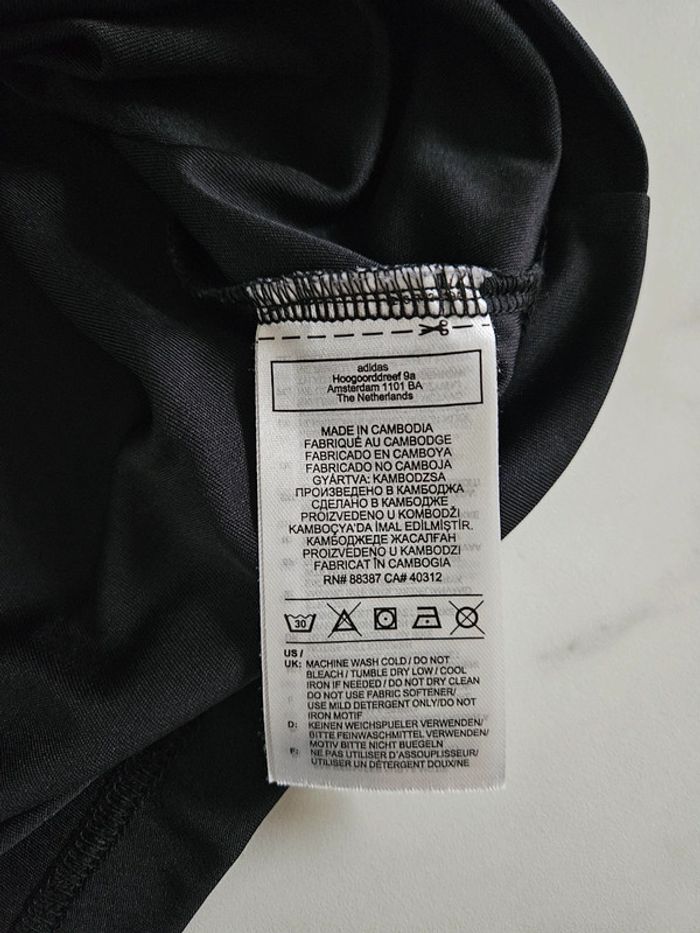 adidas
Hoogoorddreef 9a
Amsterdam 1101 BA
The Netherlands
MADE IN CAMBODIA
FABRIQUÉ AU CAMBODGE
FABRICADO EN CAMBOYA
FABRICADO NO CAMBOJA
GYÁRTVA: KAMBODZSA
ПРОИЗВЕДЕНО В КАМБОДЖА
СДЕЛАНО В КАМБОДЖЕ
PROIZVEDENO U KOMBODŽI
KAMBOÇYA'DA İMAL EDİLMİŞTİR.
КАМБОДЖЕДЕ ЖАСАЛҒАН
PROIZVEDENO U KAMBODZI
FABRICAT ÎN CAMBOGIA
RN# 88387 CA# 40312
30
US /
UK: MACHINE WASH COLD / DO NOT
BLEACH / TUMBLE DRY LOW / COOL
IRON IF NEEDED / DO NOT DRY CLEAN
DO NOT USE FABRIC SOFTENER/
USE MILD DETERGENT ONLY/DO NOT
IRON MOTIF
D: KEINEN WEICHSPUELER VERWENDEN/
BITTE FEINWASCHMITTEL VERWENDEN/
MOTIV BITTE NICHT BUEGELN
F: NE PAS UTILISER D'ASSOUPLISSEUR/
UTILISER UN DÉTERGENT DOUX/NE